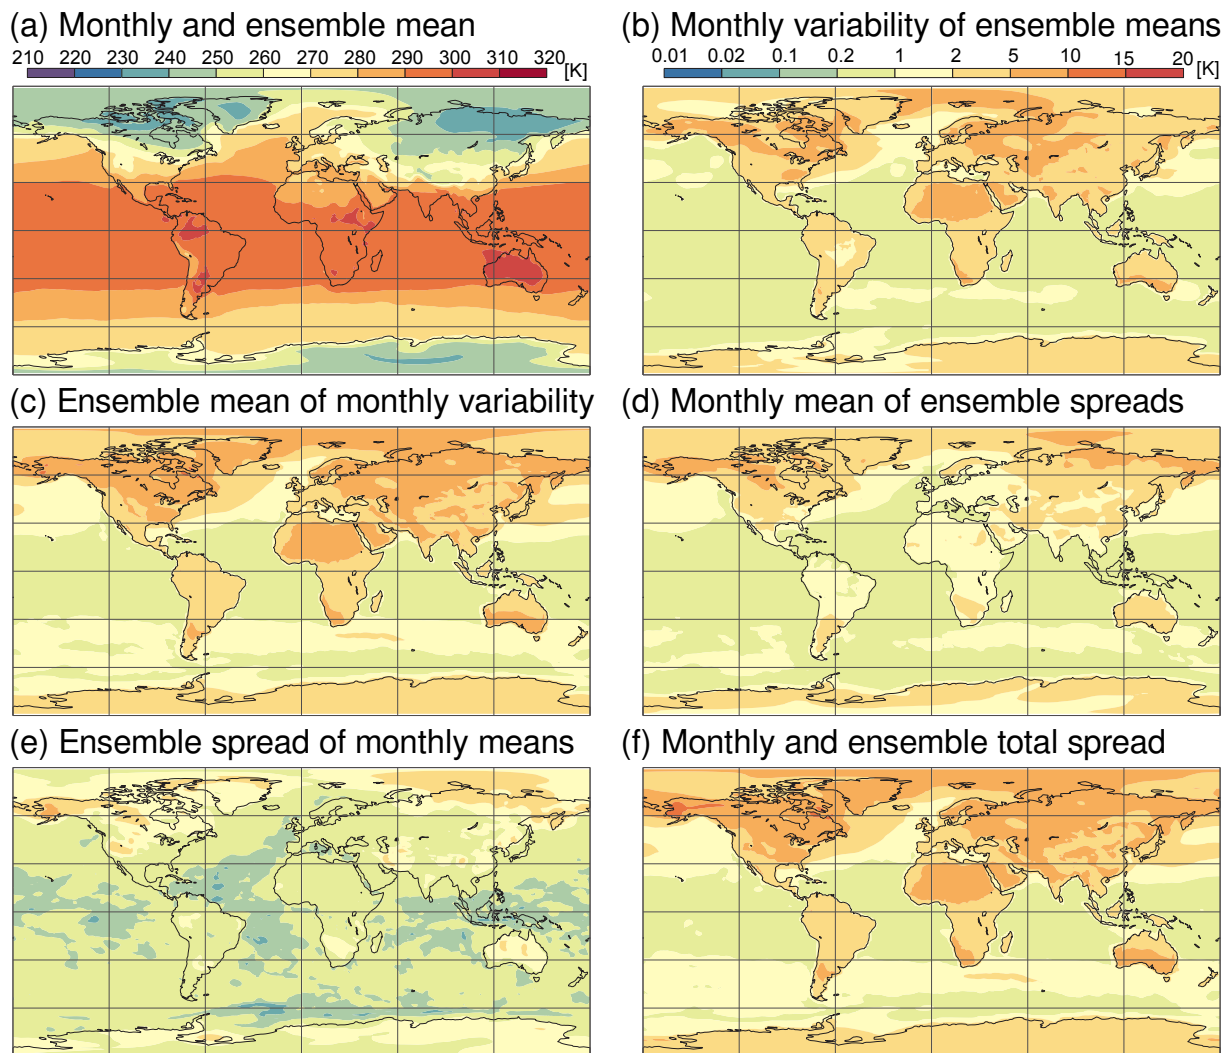 (a) Monthly and ensemble mean
210 220 230 240 250 260 270 280 290 300 310 320 [K]
(b) Monthly variability of ensemble means
0.01 0.02 0.1 0.2 1 2 5 10 15 20 [K]
(c) Ensemble mean of monthly variability
(d) Monthly mean of ensemble spreads
(e) Ensemble spread of monthly means
(f) Monthly and ensemble total spread